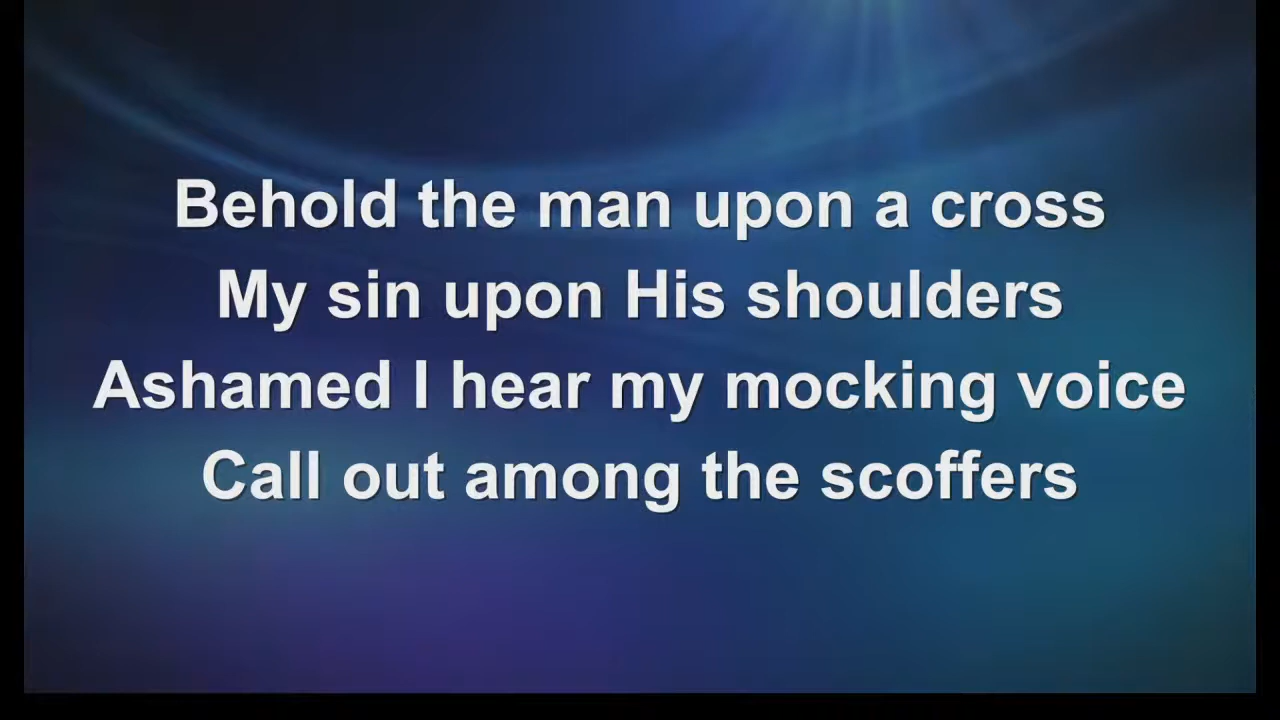 Behold the man upon a cross
My sin upon His shoulders
Ashamed I hear my mocking voice
Call out among the scoffers